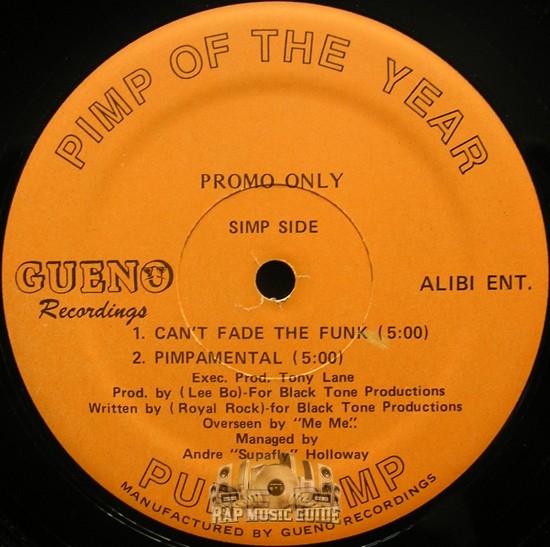 PIMP OF THE YEAR
PROMO ONLY
SIMP SIDE
GUENO
Recordings
ALIBI ENT.
1. CAN'T FADE THE FUNK (5:00)
2. PIMPAMENTAL (5:00)
Exec. Prod. Tony Lane
Prod. by (Lee Bo)-For Black Tone Productions
Written by (Royal Rock)-for Black Tone Productions
Overseen by "Me Me."
Managed by
Andre "Supafly" Holloway
MANUFACTURED BY GUENO RECORDINGS
RAP MUSIC GUIDE